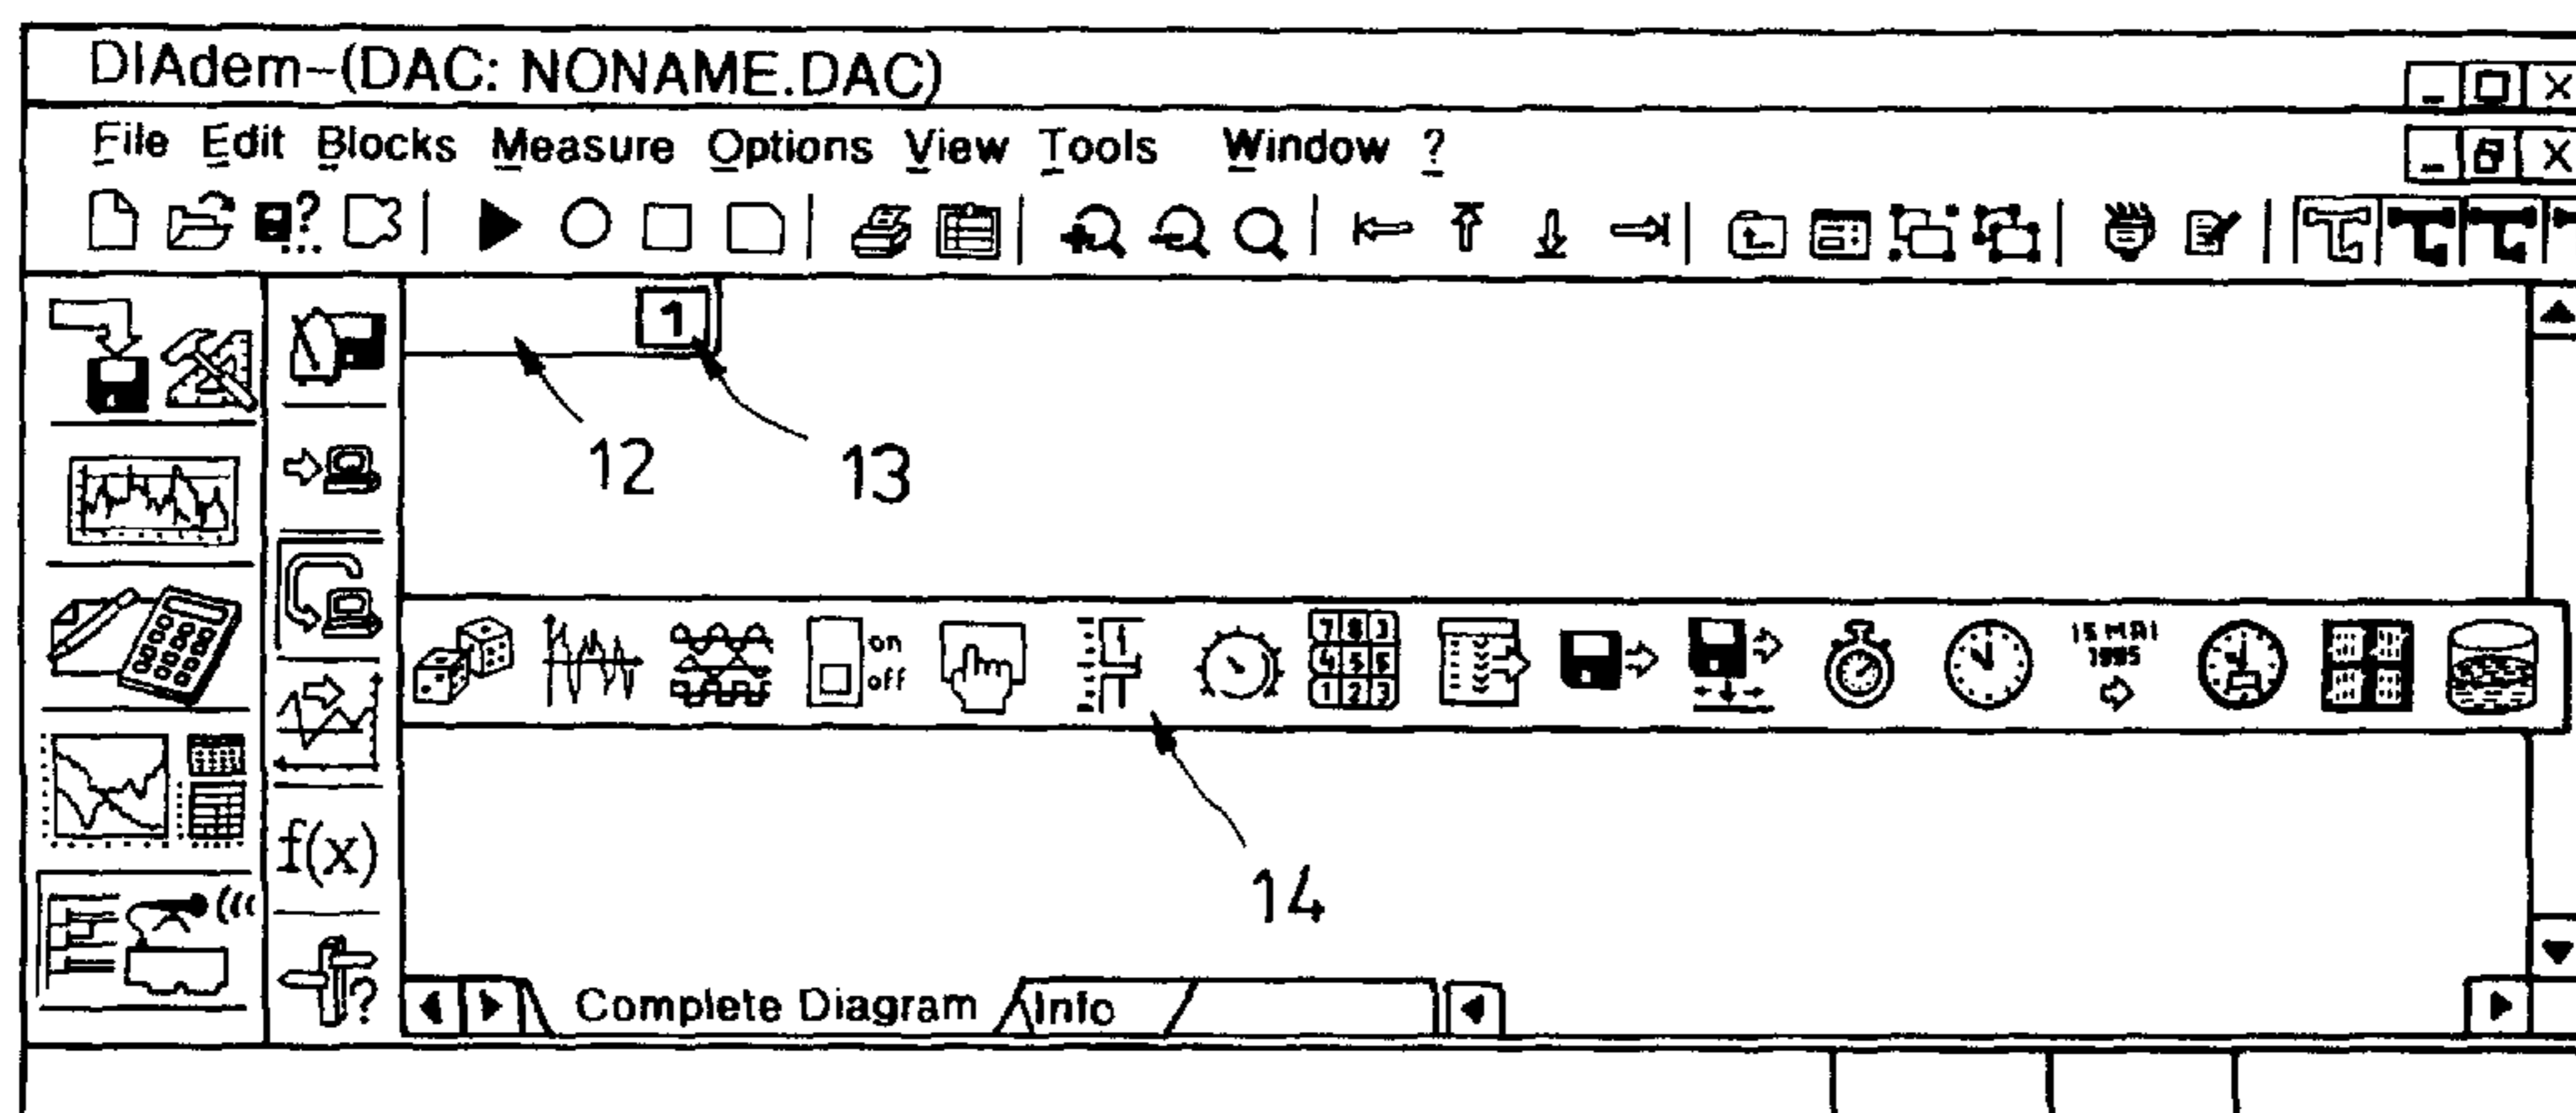 DIAdem-(DAC: NONAME.DAC)
File Edit Blocks Measure Options View Tools Window ?
?...
1
12
13
on
off
15 MAI
1995
14
f(x)
?
Complete Diagram Info